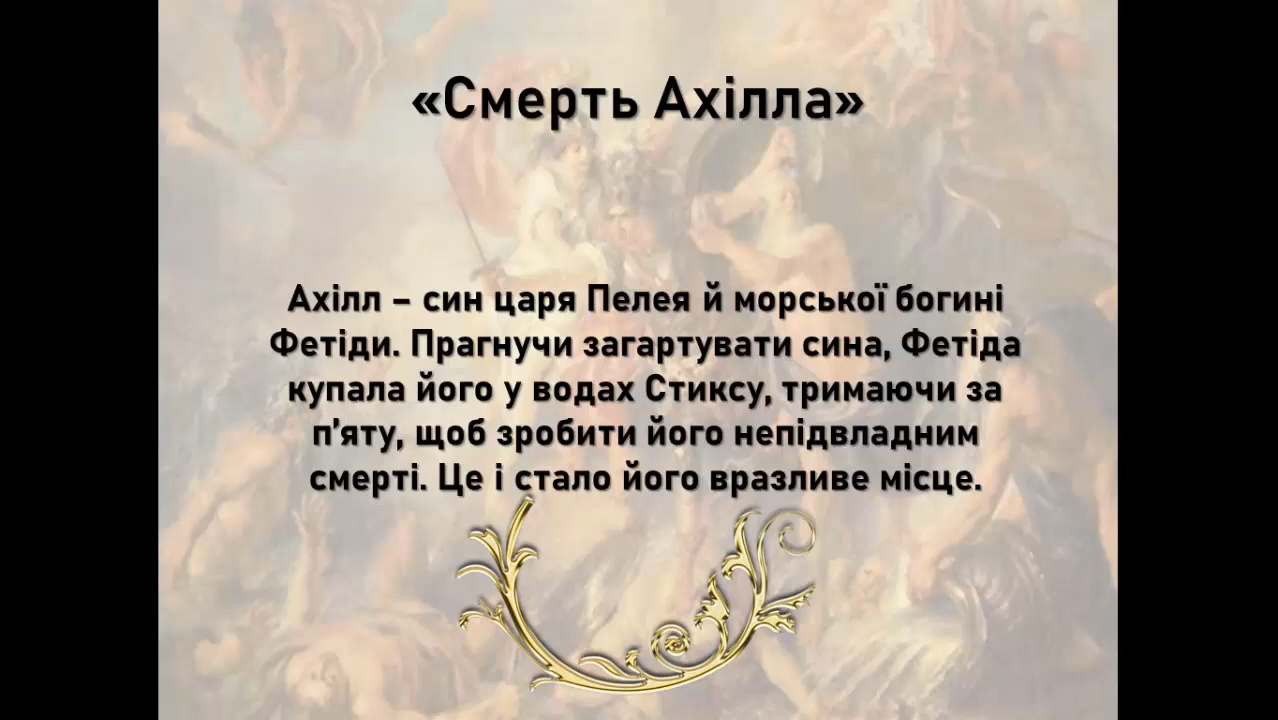 «Смерть Ахілла»
Ахілл – син царя Пелея й морської богині
Фетіди. Прагнучи загартувати сина, Фетіда
купала його у водах Стиксу, тримаючи за
п’яту, щоб зробити його непідвладним
смерті. Це і стало його вразливе місце.